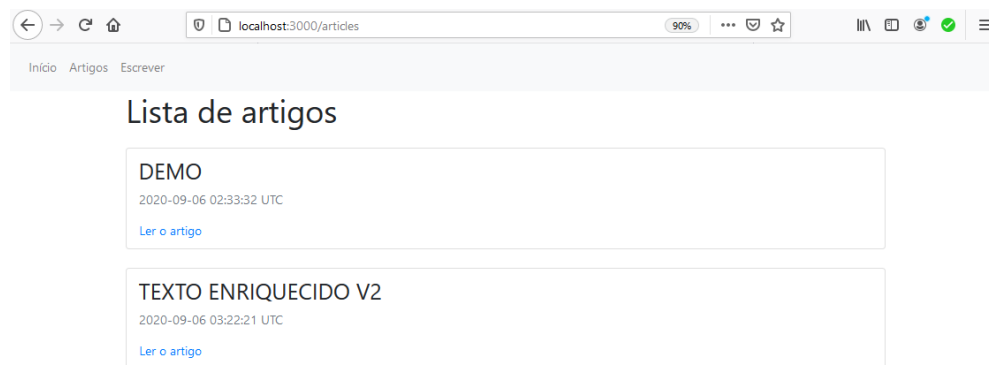 localhost:3000/articles
90%
Início Artigos Escrever
Lista de artigos
DEMO
2020-09-06 02:33:32 UTC
Ler o artigo
TEXTO ENRIQUECIDO V2
2020-09-06 03:22:21 UTC
Ler o artigo